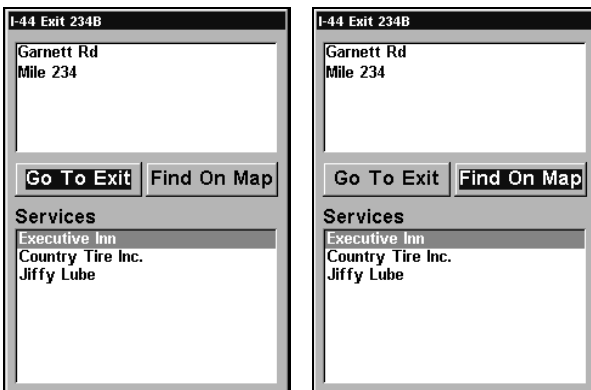 I-44 Exit 234B
Garnett Rd
Mile 234
Go To Exit Find On Map
Services
Executive Inn
Country Tire Inc.
Jiffy Lube
I-44 Exit 234B
Garnett Rd
Mile 234
Go To Exit Find On Map
Services
Executive Inn
Country Tire Inc.
Jiffy Lube